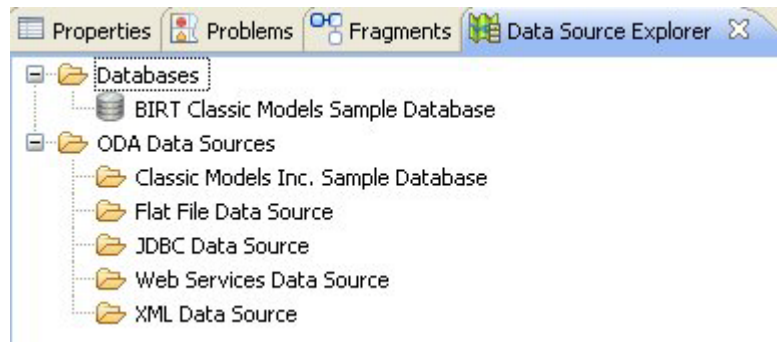 Properties Problems Fragments Data Source Explorer
Databases
BIRT Classic Models Sample Database
ODA Data Sources
Classic Models Inc. Sample Database
Flat File Data Source
JDBC Data Source
Web Services Data Source
XML Data Source